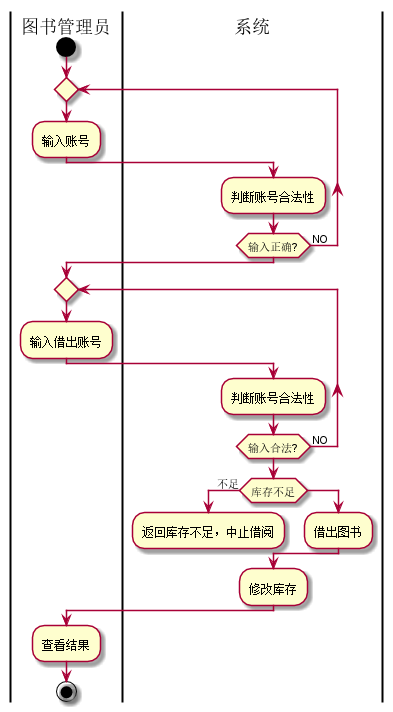 图书管理员
系统
输入账号
判断账号合法性
输入正确?
NO
输入借出账号
判断账号合法性
输入合法?
NO
不足
库存不足
返回库存不足，中止借阅
借出图书
修改库存
查看结果